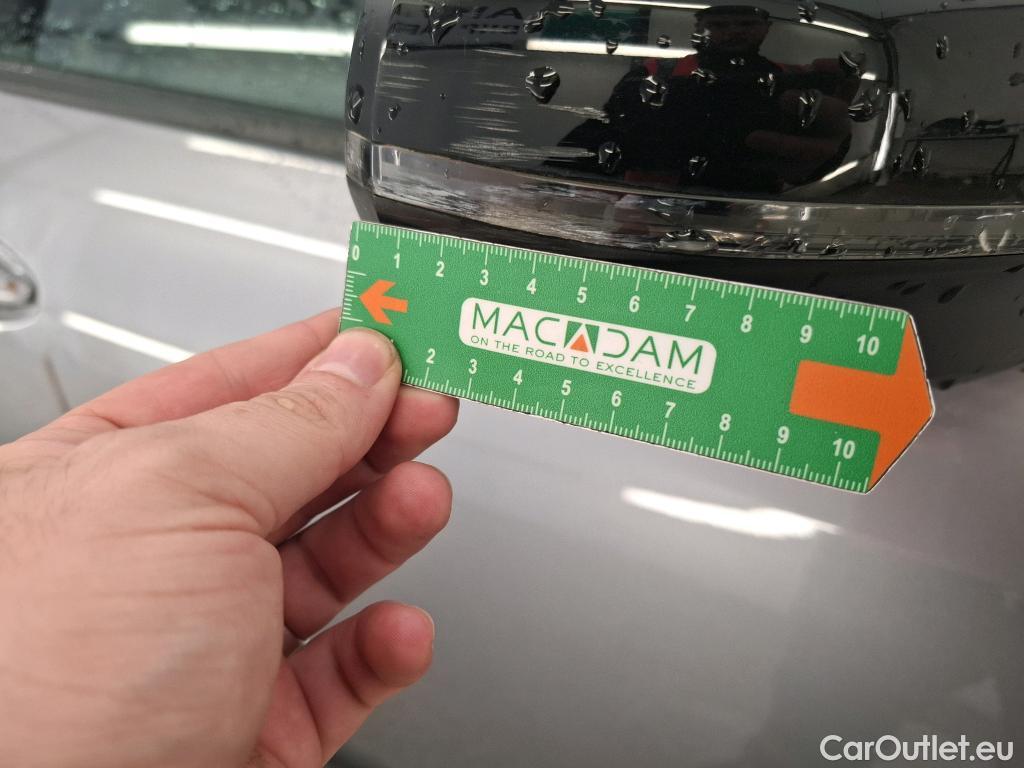 0 1 2 3 4 5 6 7 8 9 10
MACADAM
ON THE ROAD TO EXCELLENCE
2 3 4 5 6 7 8 9 10
CarOutlet.eu